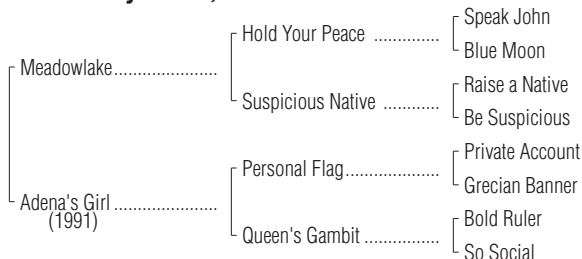 Speak John
Hold Your Peace ..............
Blue Moon
Meadowlake......................
Raise a Native
Suspicious Native ............
Be Suspicious
Private Account
Personal Flag....................
Grecian Banner
Adena's Girl ......................
(1991)
Bold Ruler
Queen's Gambit ................
So Social